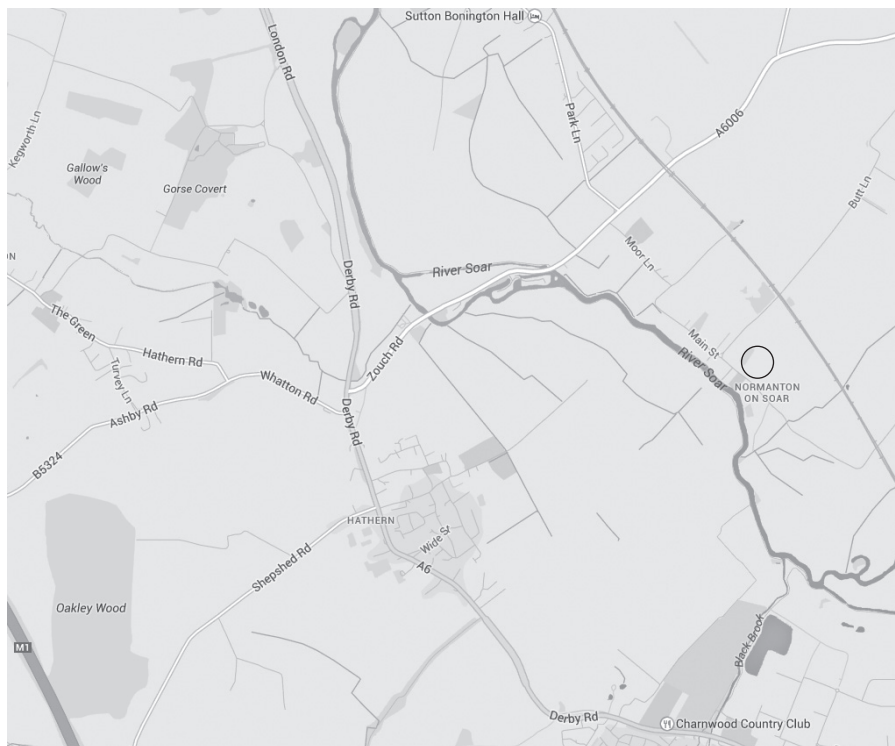 Sutton Bonington Hall
London Rd
Kegworth Ln
Park Ln
A6006
Gallow's
Wood
Gorse Covert
Butt Ln
ON
Moor Ln
River Soar
Derby Rd
The Green
Zouch Rd
Main St
Hathern Rd
River Soar
Turvey Ln
Whatton Rd
NORMANTON
ON SOAR
Ashby Rd
Derby Rd
B5324
HATHERN
Wide St
Shepshed Rd
A6
Oakley Wood
Black Brook
M1
Derby Rd
Charnwood Country Club